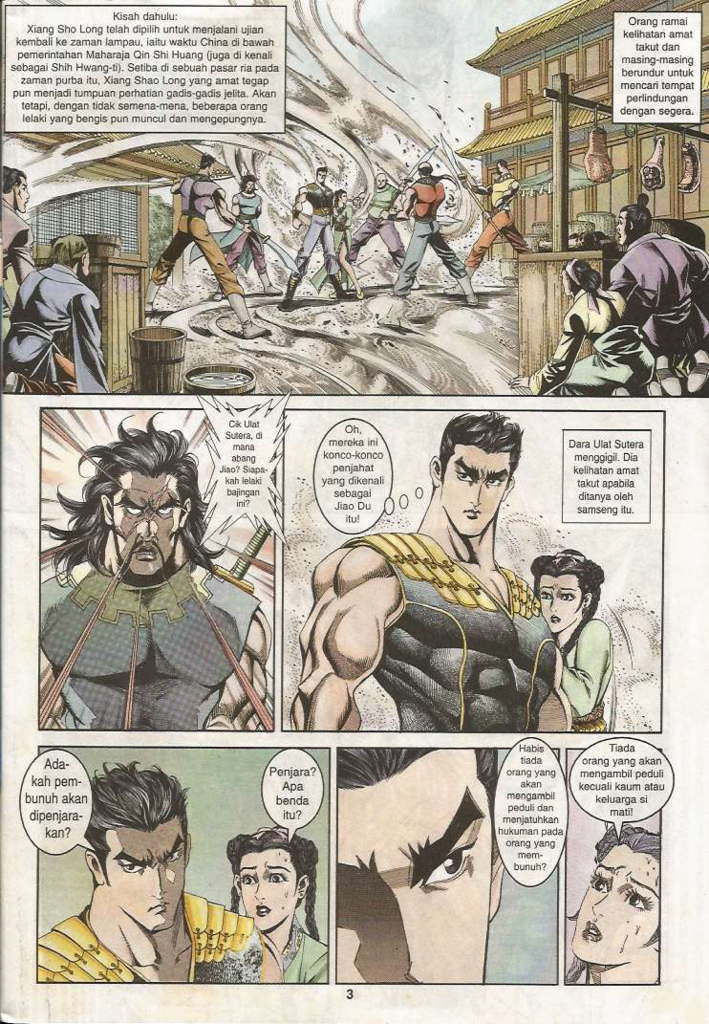 Kisah dahulu:
Xiang Sho Long telah dipilih untuk menjalani ujian
kembali ke zaman lampau, iaitu waktu China di bawah
pemerintahan Maharaja Qin Shi Huang (juga di kenali
sebagai Shih Hwang-ti). Setiba di sebuah pasar ria pada
zaman purba itu, Xiang Shao Long yang amat tegap
pun menjadi tumpuan perhatian gadis-gadis jelita. Akan
tetapi, dengan tidak semena-mena, beberapa orang
lelaki yang bengis pun muncul dan mengepungnya.
Orang ramai
kelihatan amat
takut dan
masing-masing
berundur untuk
mencari tempat
perlindungan
dengan segera.
Cik Ulat
Sutera, di
mana
abang
Jiao? Siapa-
kah lelaki
bajingan
ini?
Oh,
mereka ini
konco-konco
penjahat
yang dikenali
sebagai
Jiao Du
itu!
Dara Ulat Sutera
menggigil. Dia
kelihatan amat
takut apabila
ditanya oleh
samseng itu.
Ada-
kah pem-
bunuh akan
dipenjara-
kan?
Penjara?
Apa
benda
itu?
Habis
tiada
orang yang
akan
mengambil
peduli dan
menjatuhkan
hukuman pada
orang yang
mem-
bunuh?
Tiada
orang yang akan
mengambil peduli
kecuali kaum atau
keluarga si
mati!
3